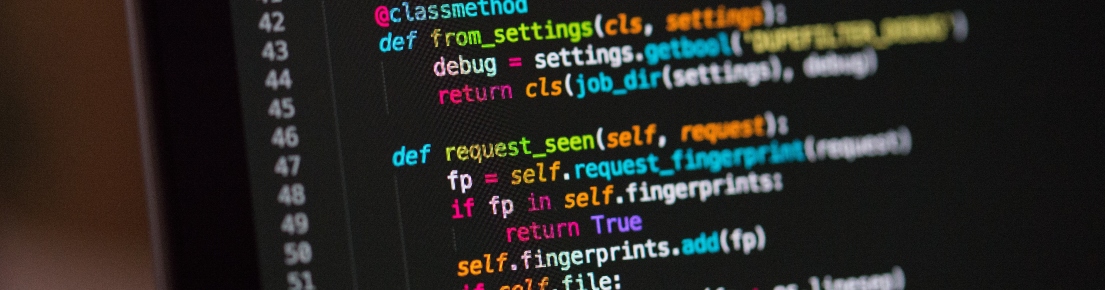 42 @classmethod
43 def from_settings(cls, settings):
44 debug = settings.getbool('DUPEFILTER_DEBUG')
45 return cls(job_dir(settings), debug)
46
47 def request_seen(self, request):
48 fp = self.request_fingerprint(request)
49 if fp in self.fingerprints:
50 return True
51 self.fingerprints.add(fp)
if self.file: